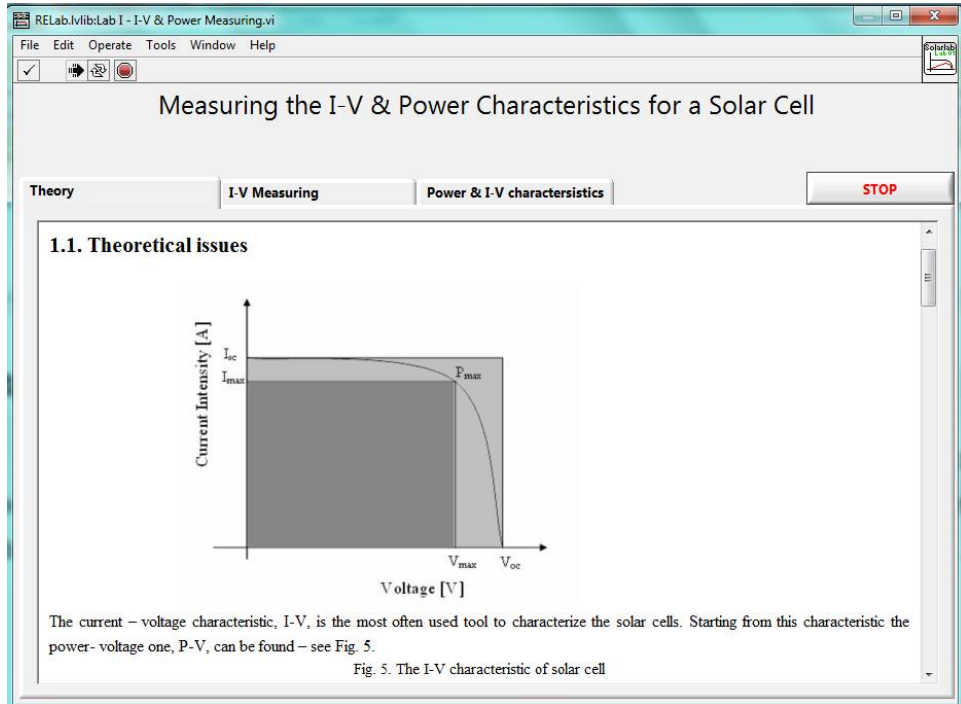 RELab.lvlib:Lab I - I-V & Power Measuring.vi
File Edit Operate Tools Window Help
Solarlab
Measuring the I-V & Power Characteristics for a Solar Cell
Theory
I-V Measuring
Power & I-V charactersistics
STOP
1.1. Theoretical issues
Current Intensity [A]
Isc
Imax
Pmax
Vmax
Voc
Voltage [V]
The current – voltage characteristic, I-V, is the most often used tool to characterize the solar cells. Starting from this characteristic the
power- voltage one, P-V, can be found – see Fig. 5.
Fig. 5. The I-V characteristic of solar cell